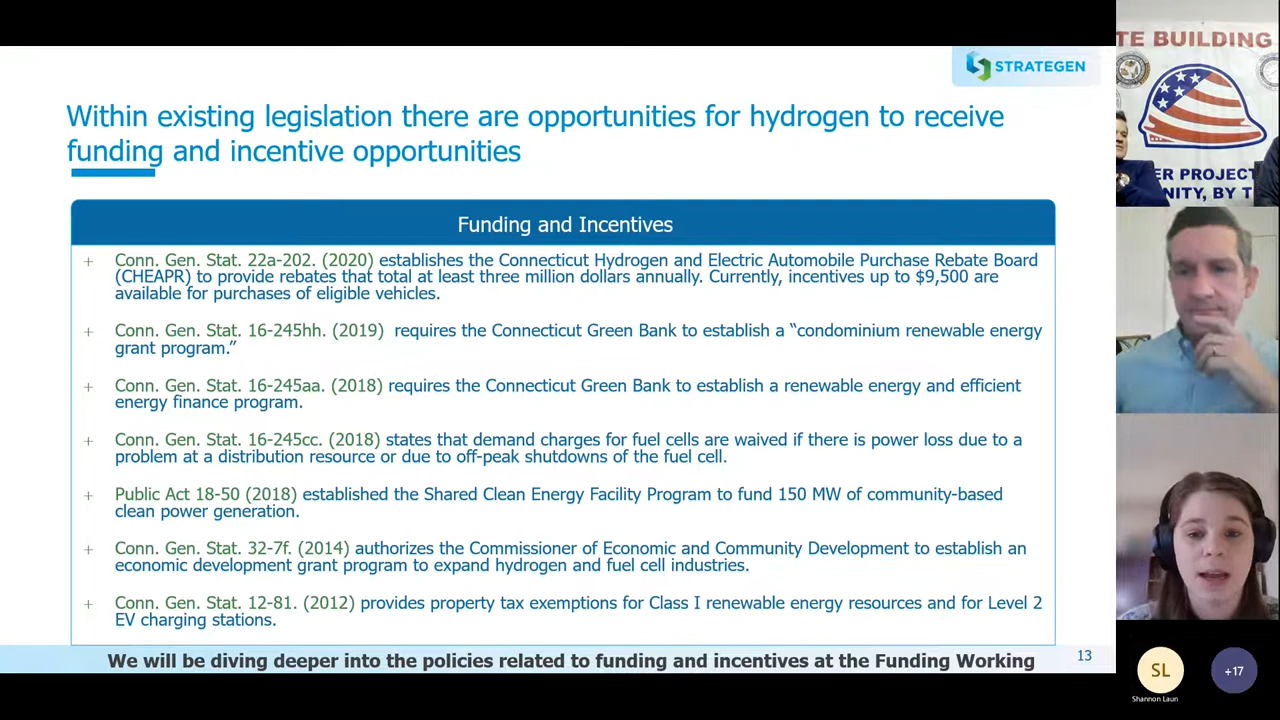 STRATEGEN
Within existing legislation there are opportunities for hydrogen to receive
funding and incentive opportunities
Funding and Incentives
+ Conn. Gen. Stat. 22a-202. (2020) establishes the Connecticut Hydrogen and Electric Automobile Purchase Rebate Board
(CHEAPR) to provide rebates that total at least three million dollars annually. Currently, incentives up to $9,500 are
available for purchases of eligible vehicles.
+ Conn. Gen. Stat. 16-245hh. (2019) requires the Connecticut Green Bank to establish a “condominium renewable energy
grant program.”
+ Conn. Gen. Stat. 16-245aa. (2018) requires the Connecticut Green Bank to establish a renewable energy and efficient
energy finance program.
+ Conn. Gen. Stat. 16-245cc. (2018) states that demand charges for fuel cells are waived if there is power loss due to a
problem at a distribution resource or due to off-peak shutdowns of the fuel cell.
+ Public Act 18-50 (2018) established the Shared Clean Energy Facility Program to fund 150 MW of community-based
clean power generation.
+ Conn. Gen. Stat. 32-7f. (2014) authorizes the Commissioner of Economic and Community Development to establish an
economic development grant program to expand hydrogen and fuel cell industries.
+ Conn. Gen. Stat. 12-81. (2012) provides property tax exemptions for Class I renewable energy resources and for Level 2
EV charging stations.
We will be diving deeper into the policies related to funding and incentives at the Funding Working
13
TE BUILDING
ER PROJECT
NITY, BY T
SL
Shannon Laun
+17